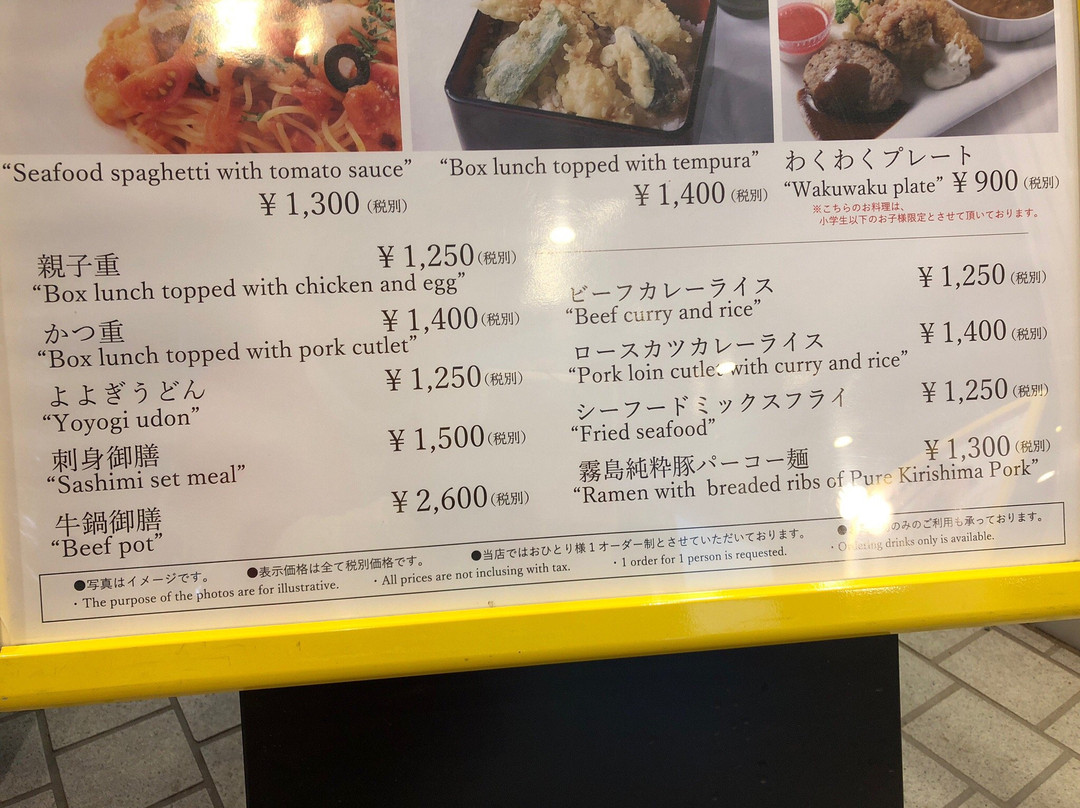 “Seafood spaghetti with tomato sauce”
¥1,300(税別)
“Box lunch topped with tempura”
¥1,400(税別)
わくわくプレート
“Wakuwaku plate” ¥900(税別)
※こちらのお料理は、
小学生以下のお子様限定とさせて頂いております。
親子重 ¥1,250(税別)
“Box lunch topped with chicken and egg”
かつ重 ¥1,400(税別)
“Box lunch topped with pork cutlet”
よよぎうどん ¥1,250(税別)
“Yoyogi udon”
刺身御膳 ¥1,500(税別)
“Sashimi set meal”
牛鍋御膳 ¥2,600(税別)
“Beef pot”
ビーフカレーライス ¥1,250(税別)
“Beef curry and rice”
ロースカツカレーライス ¥1,400(税別)
“Pork loin cutlet with curry and rice”
シーフードミックスフライ ¥1,250(税別)
“Fried seafood”
霧島純粋豚パーコー麺 ¥1,300(税別)
“Ramen with breaded ribs of Pure Kirishima Pork”
●写真はイメージです。 ●表示価格は全て税別価格です。 ●当店ではおひとり様1オーダー制とさせていただいております。 のみのご利用も承っております。
・The purpose of the photos are for illustrative. ・All prices are not inclusing with tax. ・1 order for 1 person is requested. ・Ordering drinks only is available.